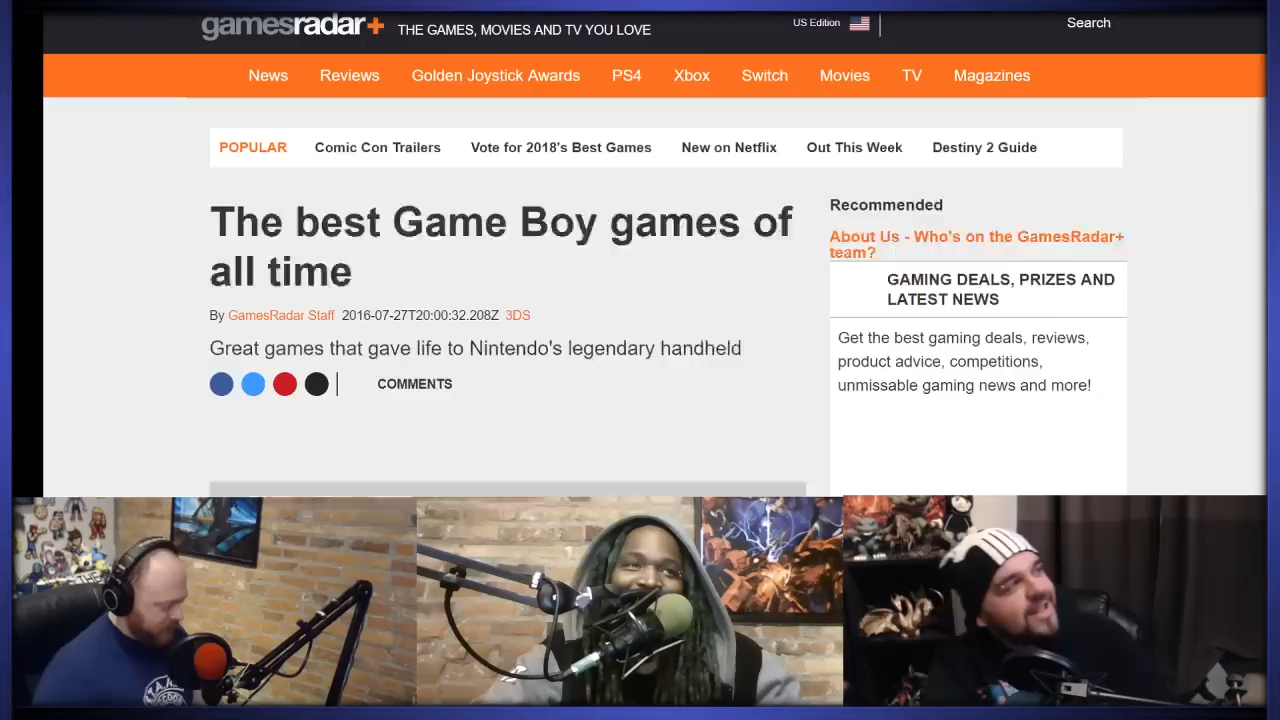 gamesradar+ THE GAMES, MOVIES AND TV YOU LOVE US Edition Search
News Reviews Golden Joystick Awards PS4 Xbox Switch Movies TV Magazines
POPULAR Comic Con Trailers Vote for 2018's Best Games New on Netflix Out This Week Destiny 2 Guide
The best Game Boy games of
all time
By GamesRadar Staff 2016-07-27T20:00:32.208Z 3DS
Great games that gave life to Nintendo's legendary handheld
COMMENTS
Recommended
About Us - Who's on the GamesRadar+
team?
GAMING DEALS, PRIZES AND
LATEST NEWS
Get the best gaming deals, reviews,
product advice, competitions,
unmissable gaming news and more!